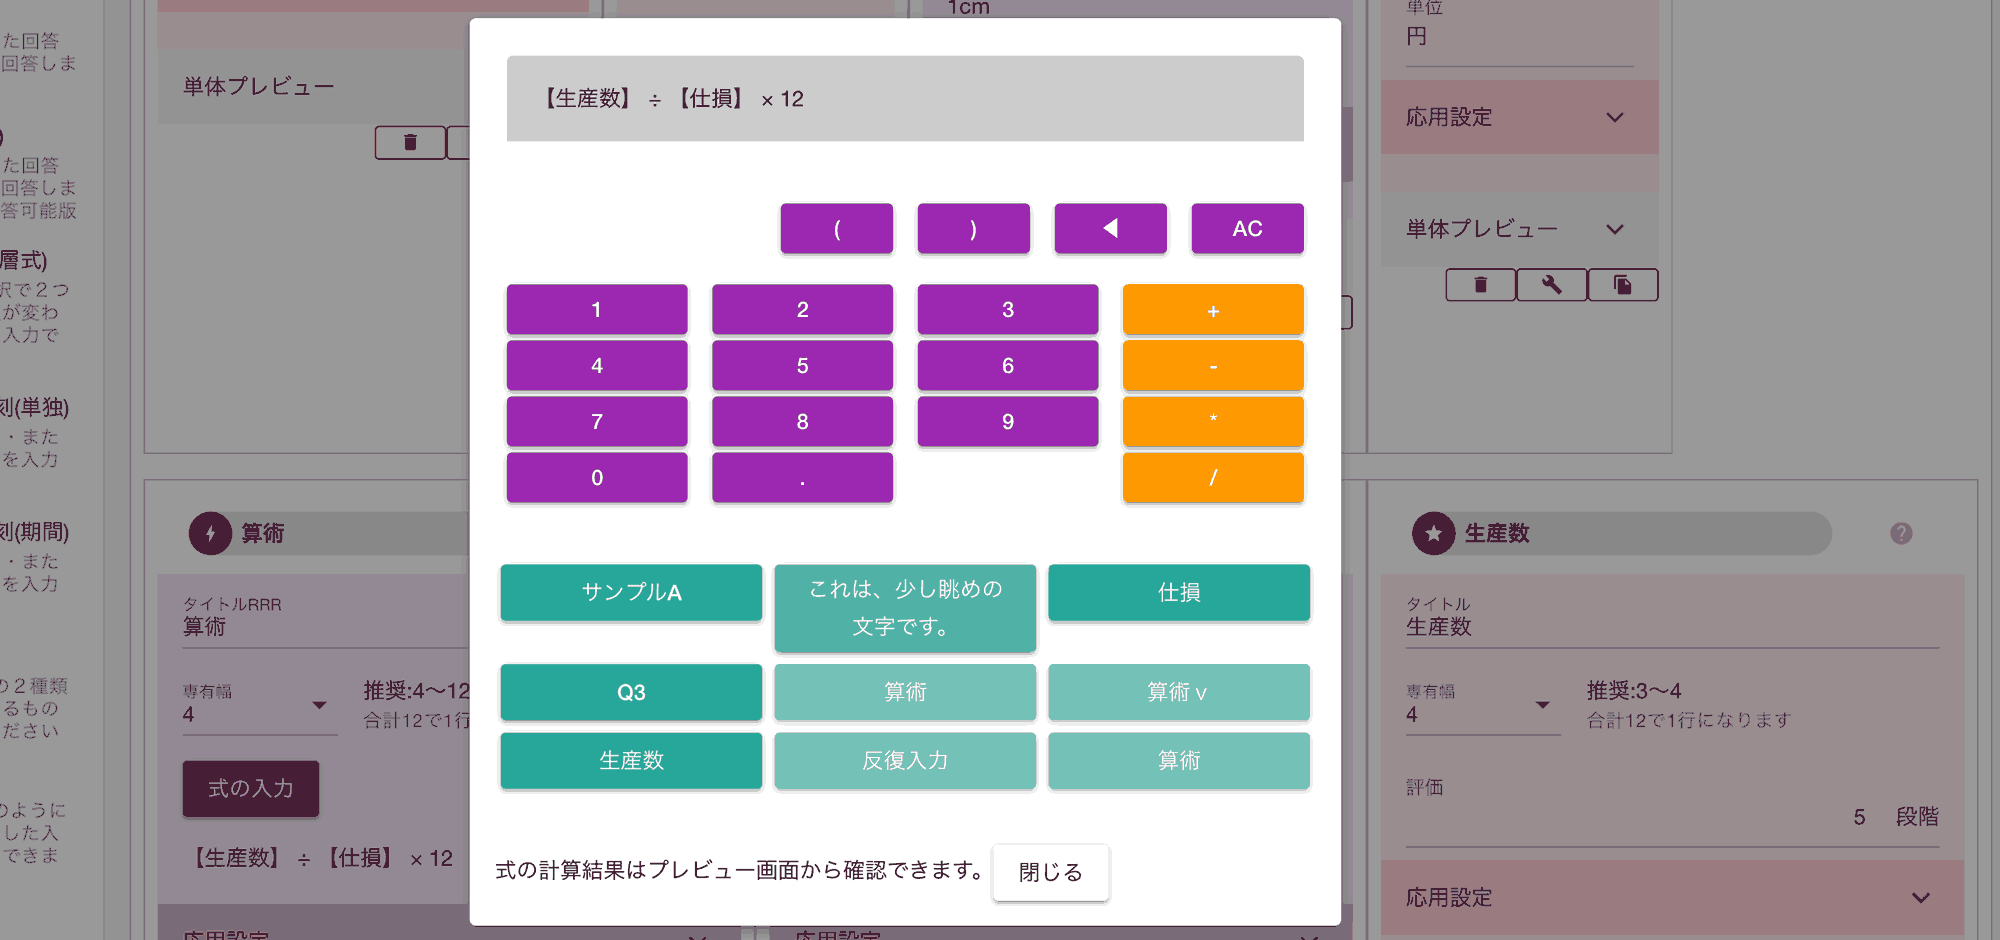 た回答
回答しま
た回答
回答しま
答可能版
層式)
択で２つ
が変わ
入力で
刻(単独)
・また
を入力
刻(期間)
・また
を入力
の２種類
るもの
ださい
のように
した入
できま
単体プレビュー
1cm
単位
円
応用設定
単体プレビュー
【生産数】 ÷ 【仕損】 × 12
(
)
◀
AC
1
2
3
+
4
5
6
-
7
8
9
*
0
.
/
サンプルA
これは、少し眺めの
文字です。
仕損
Q3
算術
算術 v
生産数
反復入力
算術
式の計算結果はプレビュー画面から確認できます。
閉じる
算術
タイトルRRR
算術
専有幅
4
推奨:4〜12
合計12で1行
式の入力
【生産数】 ÷ 【仕損】 × 12
応用設定
応用設定
生産数
?
タイトル
生産数
専有幅
4
推奨:3〜4
合計12で1行になります
評価
5 段階
応用設定